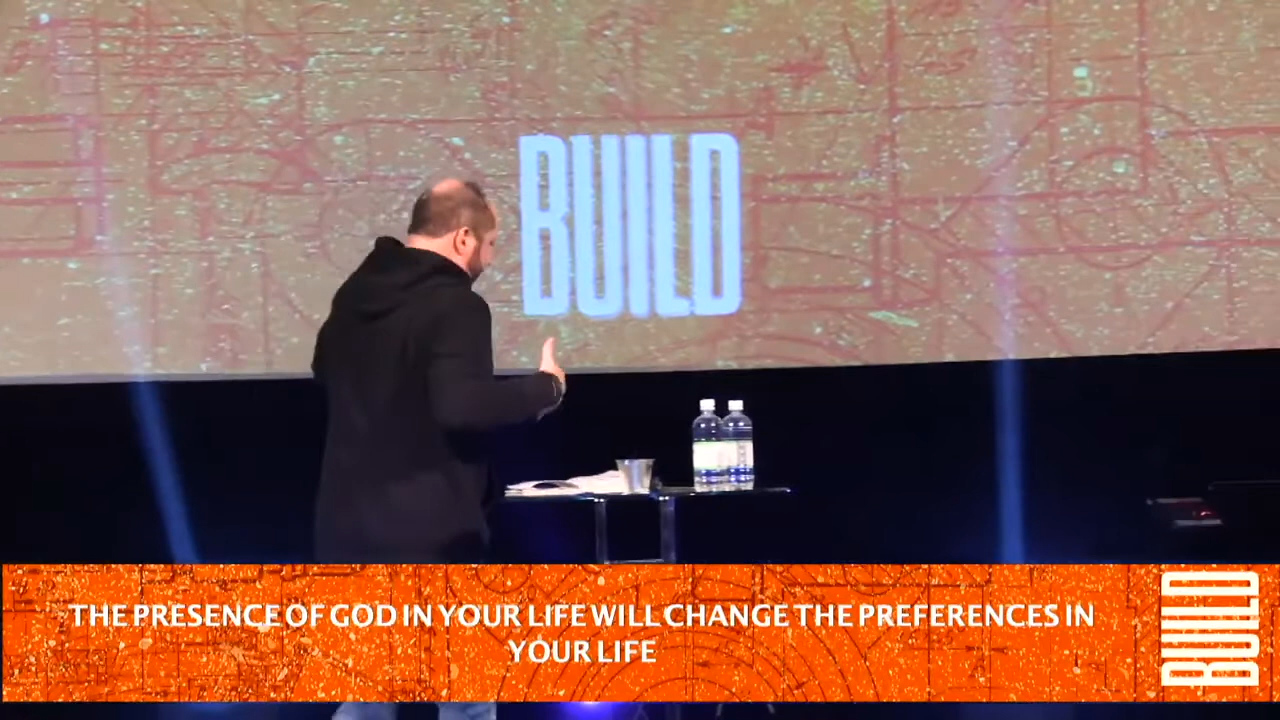 BUILD
THE PRESENCE OF GOD IN YOUR LIFE WILL CHANGE THE PREFERENCES IN
YOUR LIFE
BUILD